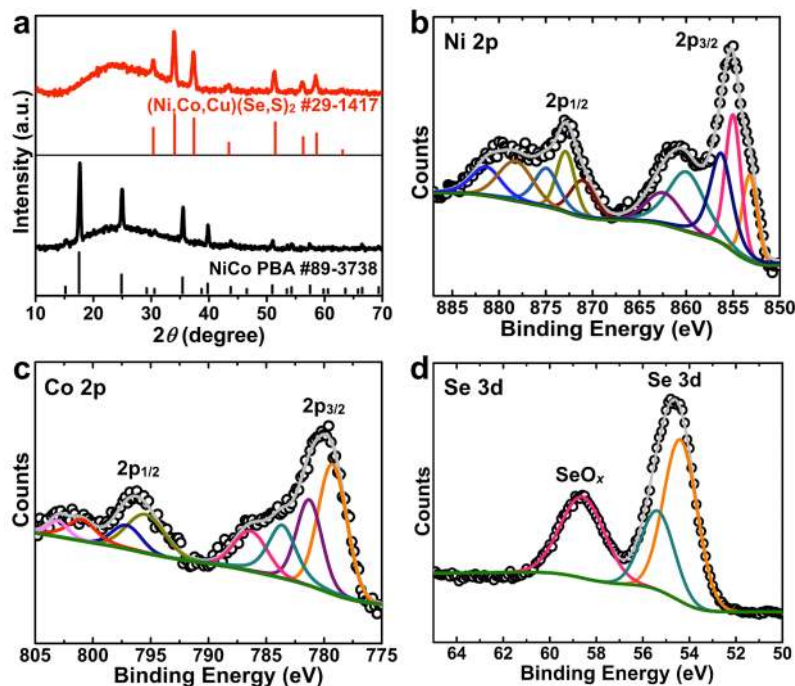 a
Intensity (a.u.)
(Ni,Co,Cu)(Se,S)₂ #29-1417
NiCo PBA #89-3738
10 20 30 40 50 60 70
2θ (degree)
b
Ni 2p
2p₃/₂
2p₁/₂
Counts
885 880 875 870 865 860 855 850
Binding Energy (eV)
c
Co 2p
2p₃/₂
2p₁/₂
Counts
805 800 795 790 785 780 775
Binding Energy (eV)
d
Se 3d
Se 3d
SeOₓ
Counts
64 62 60 58 56 54 52 50
Binding Energy (eV)